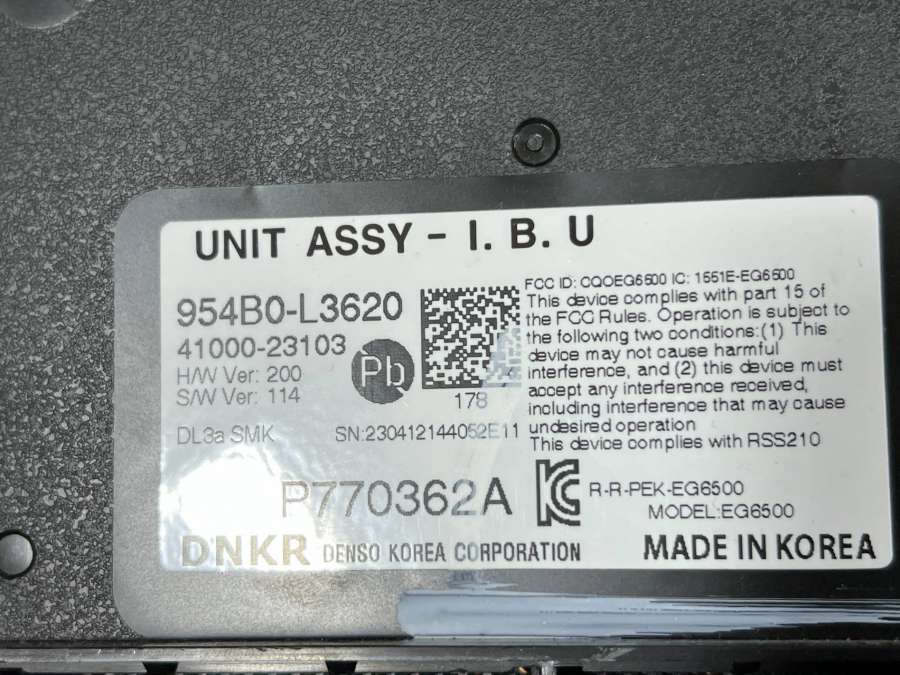 UNIT ASSY - I. B. U
954B0-L3620
41000-23103
H/W Ver: 200
S/W Ver: 114
Pb
178
DL3a SMK
SN:230412144052E11
P770362A
DNKR DENSO KOREA CORPORATION
FCC ID: CQOEG6500 IC: 1551E-EG6500
This device complies with part 15 of
the FCC Rules. Operation is subject to
the following two conditions:(1) This
device may not cause harmful
interference, and (2) this device must
accept any interference received,
including interference that may cause
undesired operation
This device complies with RSS210
R-R-PEK-EG6500
MODEL:EG6500
MADE IN KOREA